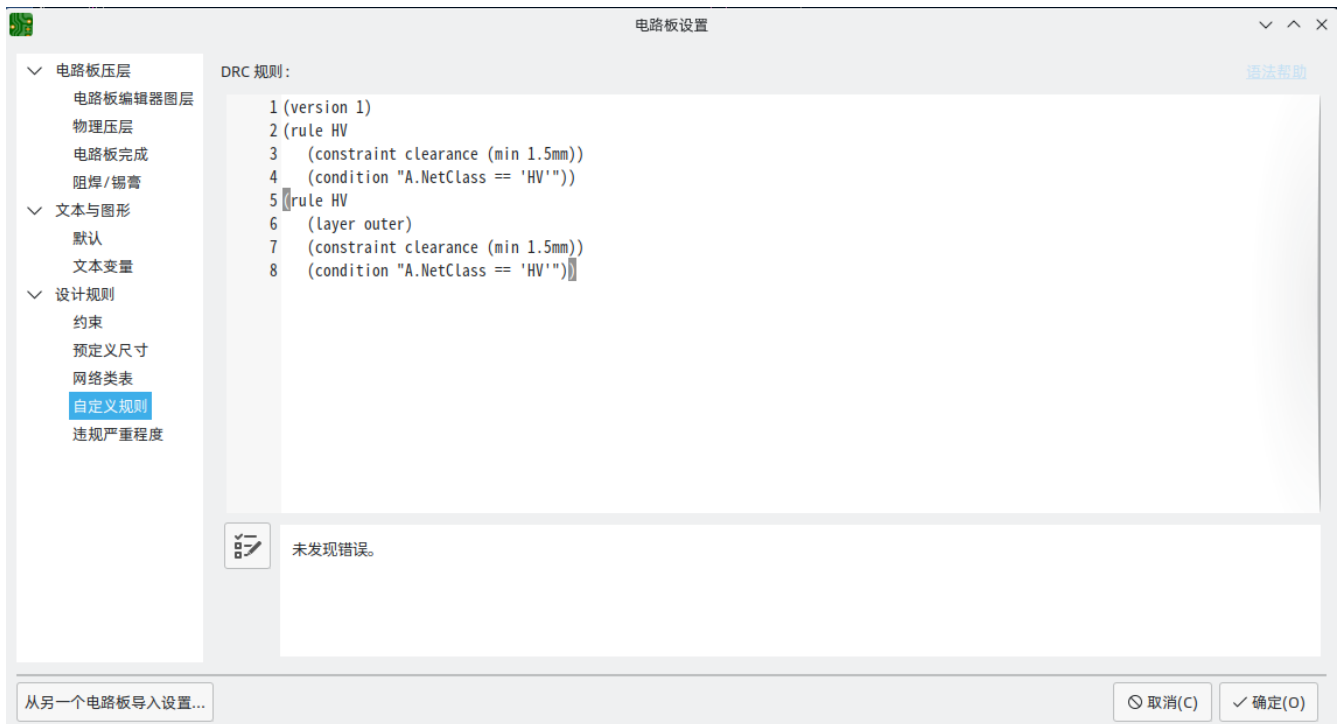 电路板设置
电路板压层
电路板编辑器图层
物理压层
电路板完成
阻焊/锡膏
文本与图形
默认
文本变量
设计规则
约束
预定义尺寸
网络类表
自定义规则
违规严重程度
DRC 规则:
语法帮助
1 (version 1)
2 (rule HV
3    (constraint clearance (min 1.5mm))
4    (condition "A.NetClass == 'HV'"))
5 (rule HV
6    (layer outer)
7    (constraint clearance (min 1.5mm))
8    (condition "A.NetClass == 'HV'"))
未发现错误。
从另一个电路板导入设置...
取消(C)
确定(O)